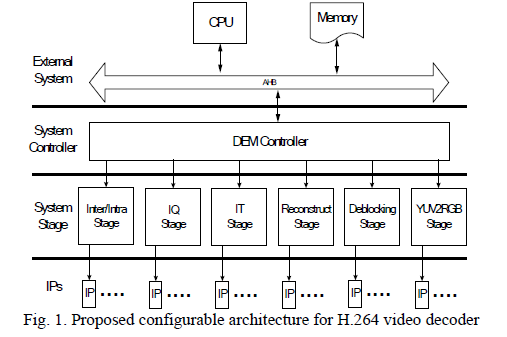 CPU
Memory
External
System
AHB
System
Controller
DEM Controller
System
Stage
Inter/Intra
Stage
IQ
Stage
IT
Stage
Reconstruct
Stage
Deblocking
Stage
YUV2RGB
Stage
IPs
IP .... IP .... IP .... IP .... IP .... IP ....
Fig. 1. Proposed configurable architecture for H.264 video decoder